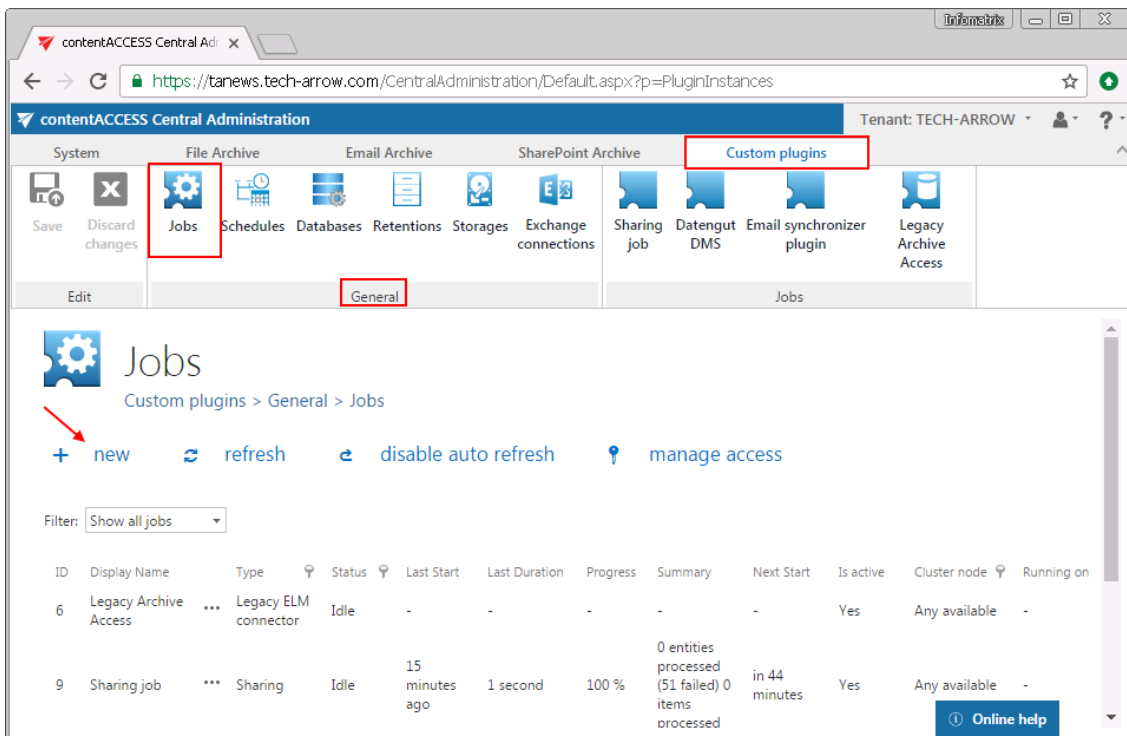 Infomatrix
contentACCESS Central Adr
https://tanews.tech-arrow.com/CentralAdministration/Default.aspx?p=PluginInstances
contentACCESS Central Administration
Tenant: TECH-ARROW
?
System
File Archive
Email Archive
SharePoint Archive
Custom plugins
Save
Discard
changes
Jobs
Schedules
Databases
Retentions
Storages
Exchange
connections
Sharing
job
Datengut
DMS
Email synchronizer
plugin
Legacy
Archive
Access
Edit
General
Jobs
Jobs
Custom plugins > General > Jobs
+ new
refresh
disable auto refresh
manage access
Filter: Show all jobs
ID Display Name Type Status Last Start Last Duration Progress Summary Next Start Is active Cluster node Running on
6
Legacy Archive
Access
•••
Legacy ELM
connector
Idle - - - - - Yes Any available -
9 Sharing job ••• Sharing Idle
15
minutes
ago
1 second 100 %
0 entities
processed
(51 failed) 0
items
processed
in 44
minutes
Yes Any available -
Online help